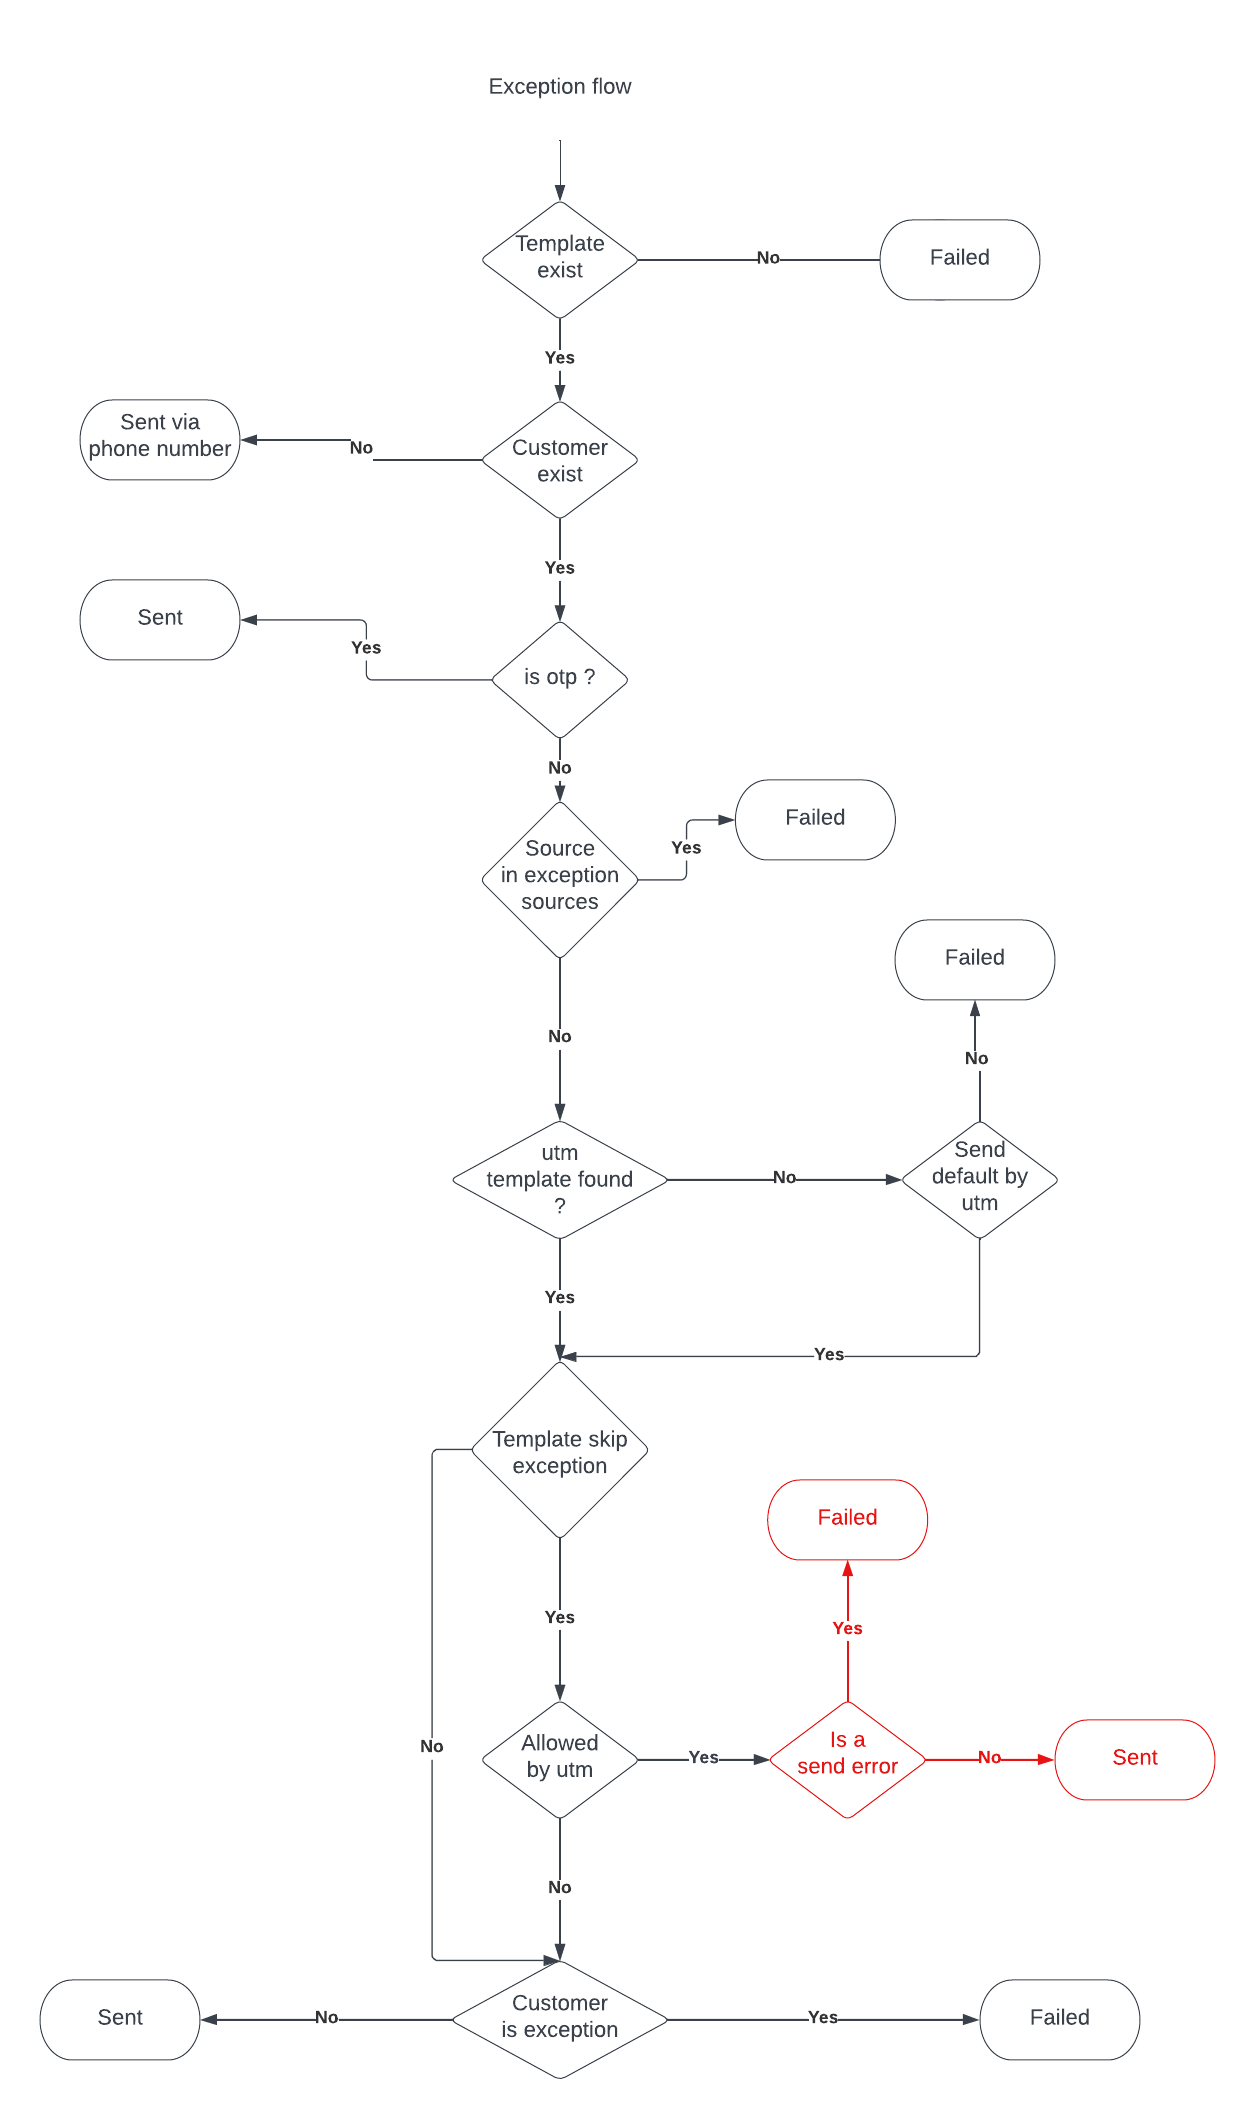 Exception flow
Template
exist
No
Failed
Yes
Sent via
phone number
No
Customer
exist
Yes
Sent
Yes
is otp ?
No
Failed
Source
in exception
sources
Yes
Failed
No
No
utm
template found
?
No
Send
default by
utm
Yes
Yes
Template skip
exception
Failed
Yes
Yes
No
Allowed
by utm
Yes
Is a
send error
No
Sent
No
Sent
No
Customer
is exception
Yes
Failed